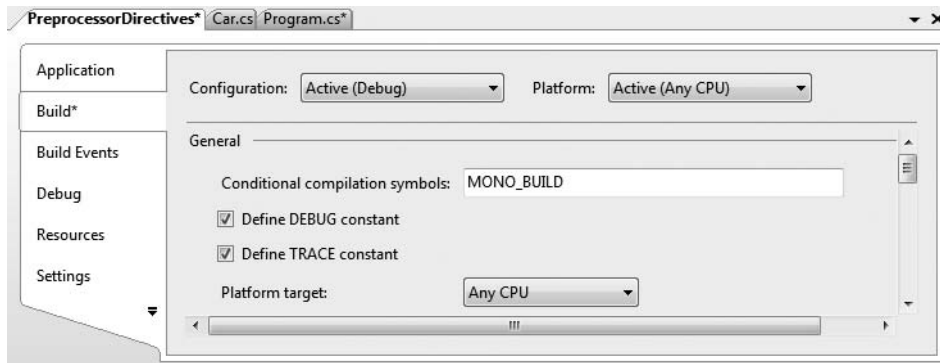 PreprocessorDirectives* Car.cs Program.cs*
Application
Configuration: Active (Debug) Platform: Active (Any CPU)
Build*
General
Build Events
Conditional compilation symbols: MONO_BUILD
Debug
Define DEBUG constant
Resources
Define TRACE constant
Settings
Platform target: Any CPU